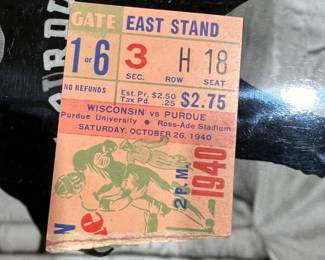 GATE EAST STAND
1 or 6 3 H 18
SEC. ROW SEAT
NO REFUNDS
Est. Pr. $2.50
Tax Pd. .25 $2.75
WISCONSIN vs PURDUE
Purdue University • Ross-Ade Stadium
SATURDAY, OCTOBER 26, 1940
2 P.M.
1940